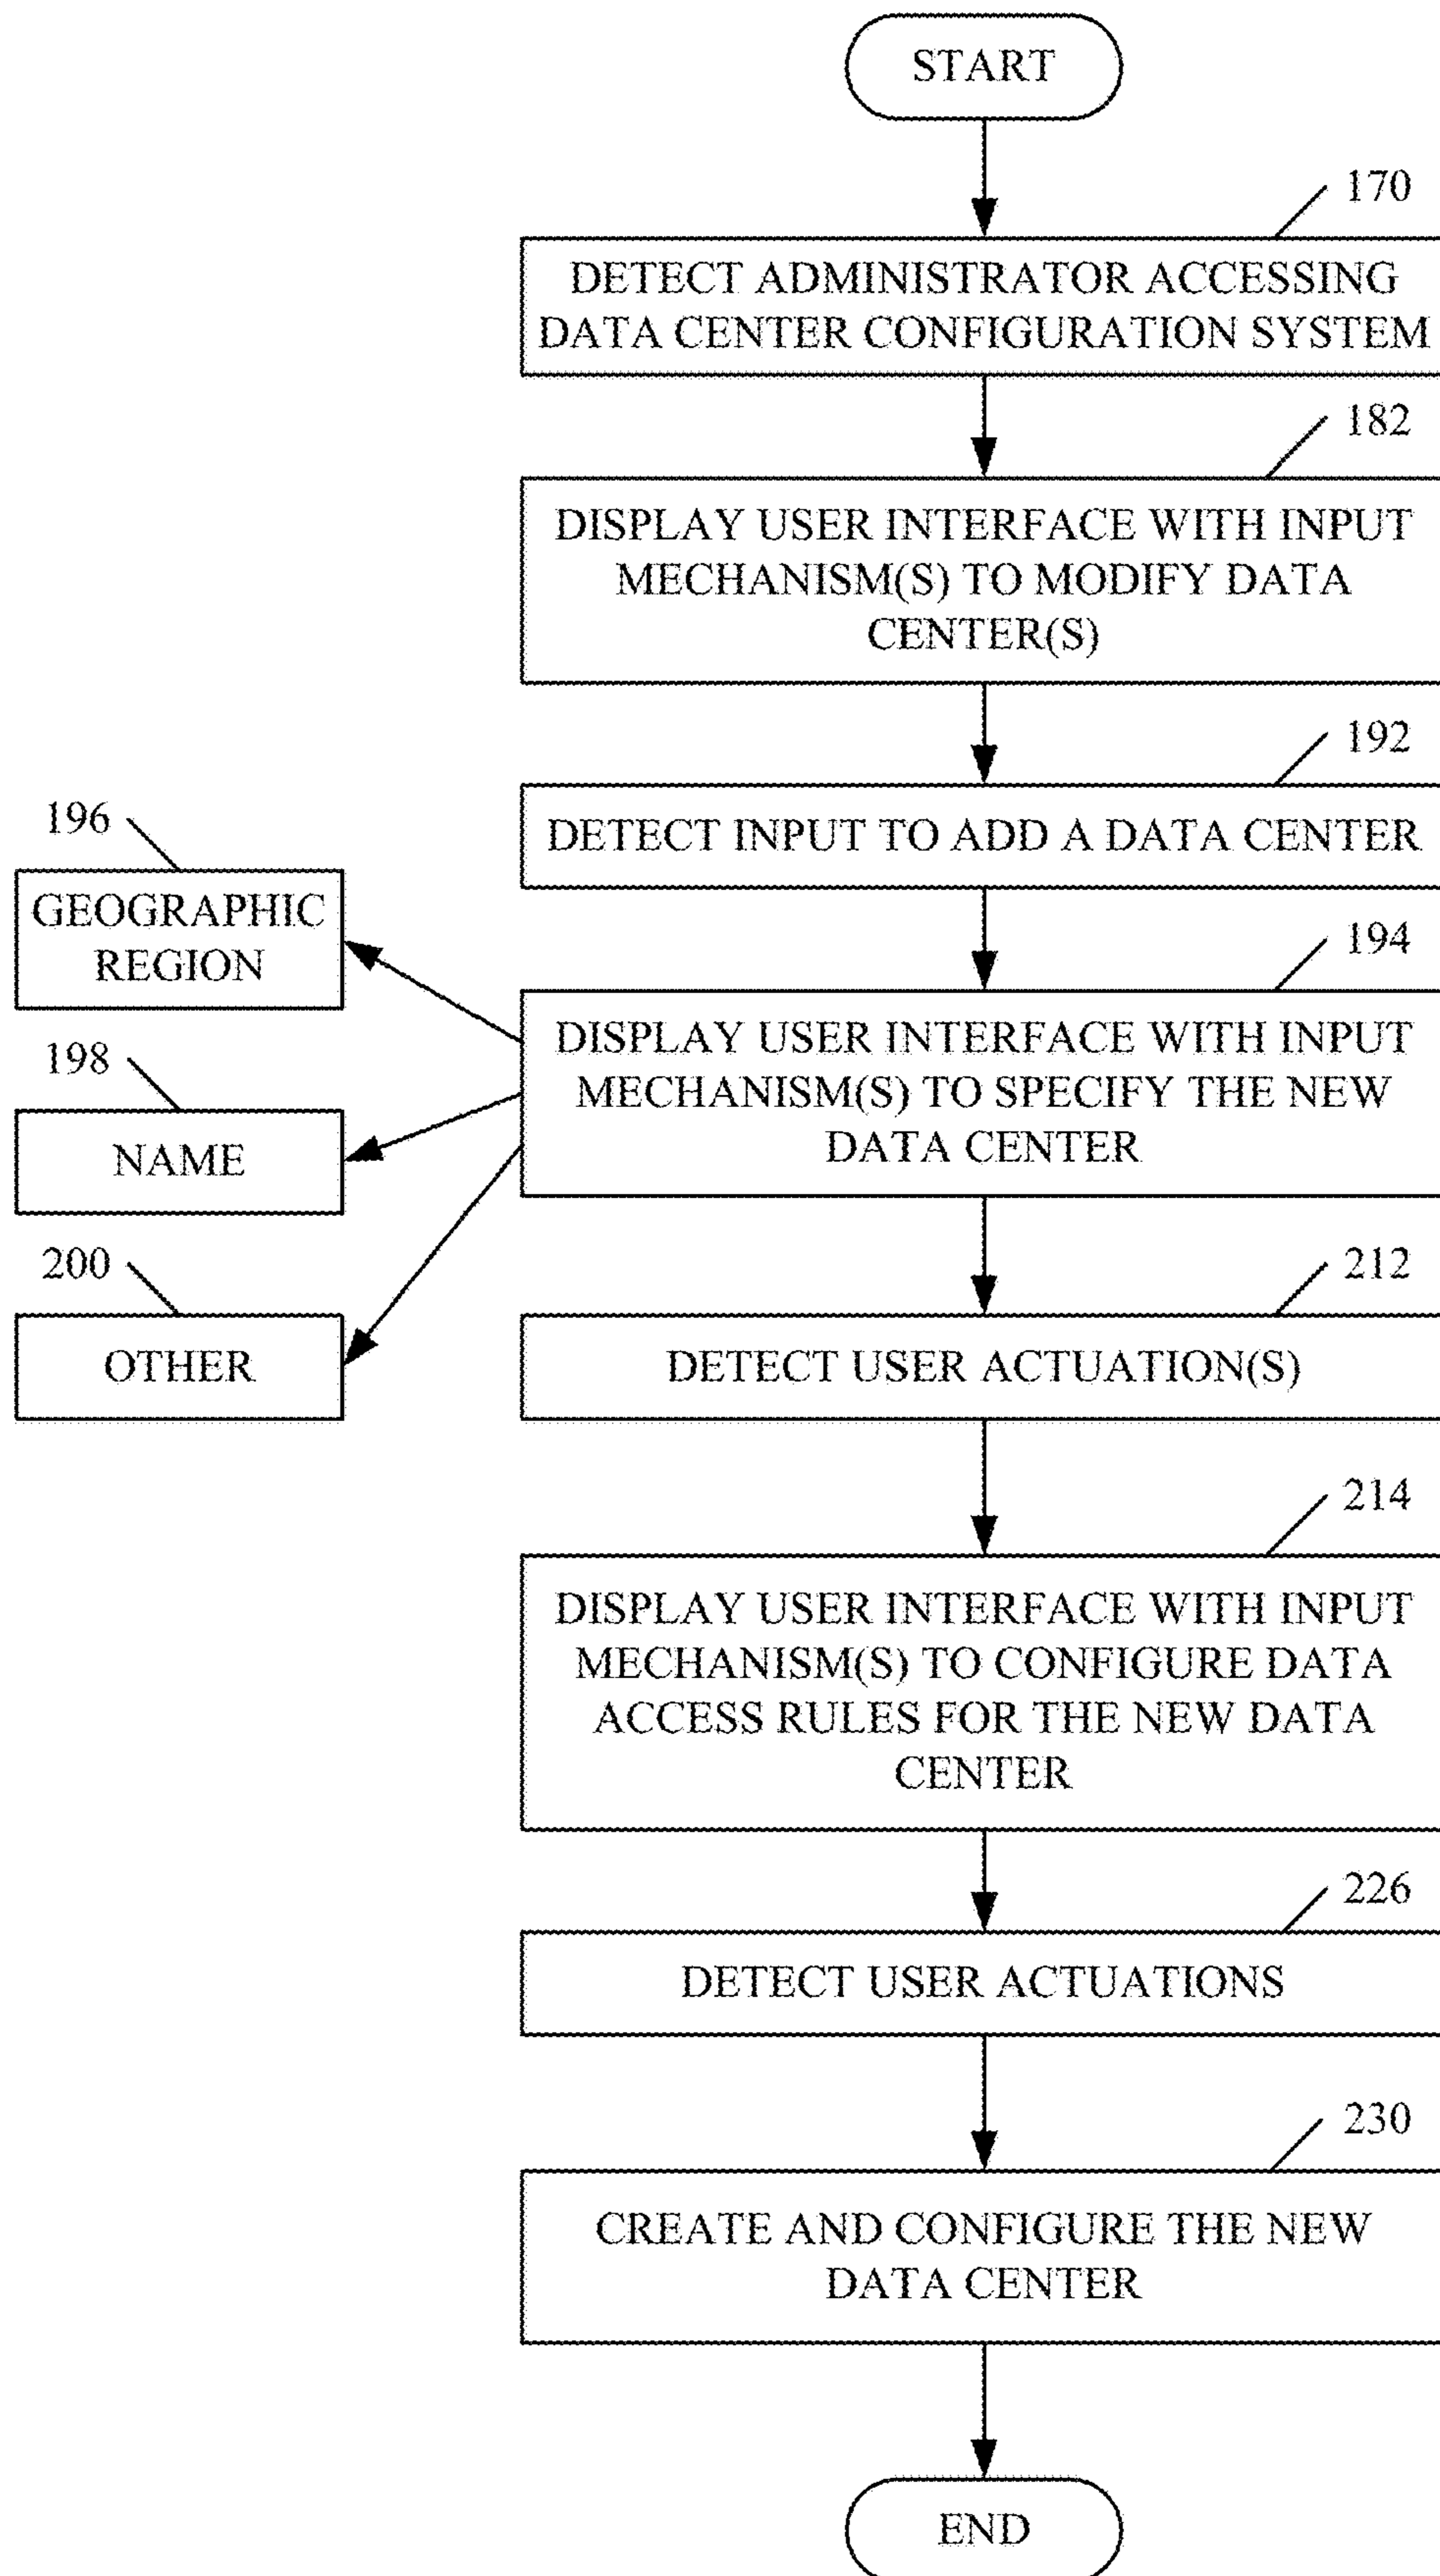 START
170
DETECT ADMINISTRATOR ACCESSING
DATA CENTER CONFIGURATION SYSTEM
182
DISPLAY USER INTERFACE WITH INPUT
MECHANISM(S) TO MODIFY DATA
CENTER(S)
192
DETECT INPUT TO ADD A DATA CENTER
194
DISPLAY USER INTERFACE WITH INPUT
MECHANISM(S) TO SPECIFY THE NEW
DATA CENTER
196
GEOGRAPHIC
REGION
198
NAME
200
OTHER
212
DETECT USER ACTUATION(S)
214
DISPLAY USER INTERFACE WITH INPUT
MECHANISM(S) TO CONFIGURE DATA
ACCESS RULES FOR THE NEW DATA
CENTER
226
DETECT USER ACTUATIONS
230
CREATE AND CONFIGURE THE NEW
DATA CENTER
END